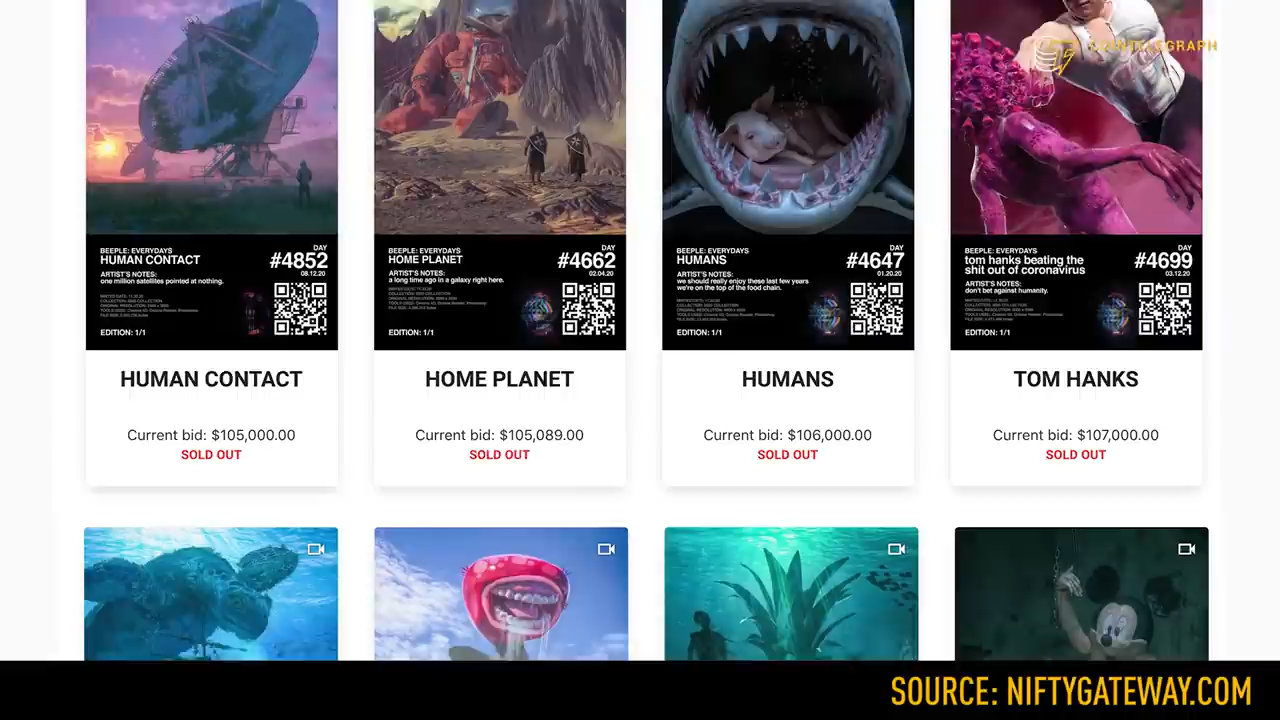 COINTELEGRAPH
BEEPLE: EVERYDAYS
HUMAN CONTACT
DAY
#4852
08.12.20
ARTIST'S NOTES:
one million satellites pointed at nothing.
EDITION: 1/1
BEEPLE: EVERYDAYS
HOME PLANET
DAY
#4662
02.04.20
ARTIST'S NOTES:
a long time ago in a galaxy right here.
EDITION: 1/1
BEEPLE: EVERYDAYS
HUMANS
DAY
#4647
01.20.20
ARTIST'S NOTES:
we should really enjoy these last few years
we're on the top of the food chain.
EDITION: 1/1
BEEPLE: EVERYDAYS
tom hanks beating the
shit out of coronavirus
DAY
#4699
03.12.20
ARTIST'S NOTES:
don't bet against humanity.
EDITION: 1/1
HUMAN CONTACT
Current bid: $105,000.00
SOLD OUT
HOME PLANET
Current bid: $105,089.00
SOLD OUT
HUMANS
Current bid: $106,000.00
SOLD OUT
TOM HANKS
Current bid: $107,000.00
SOLD OUT
SOURCE: NIFTYGATEWAY.COM